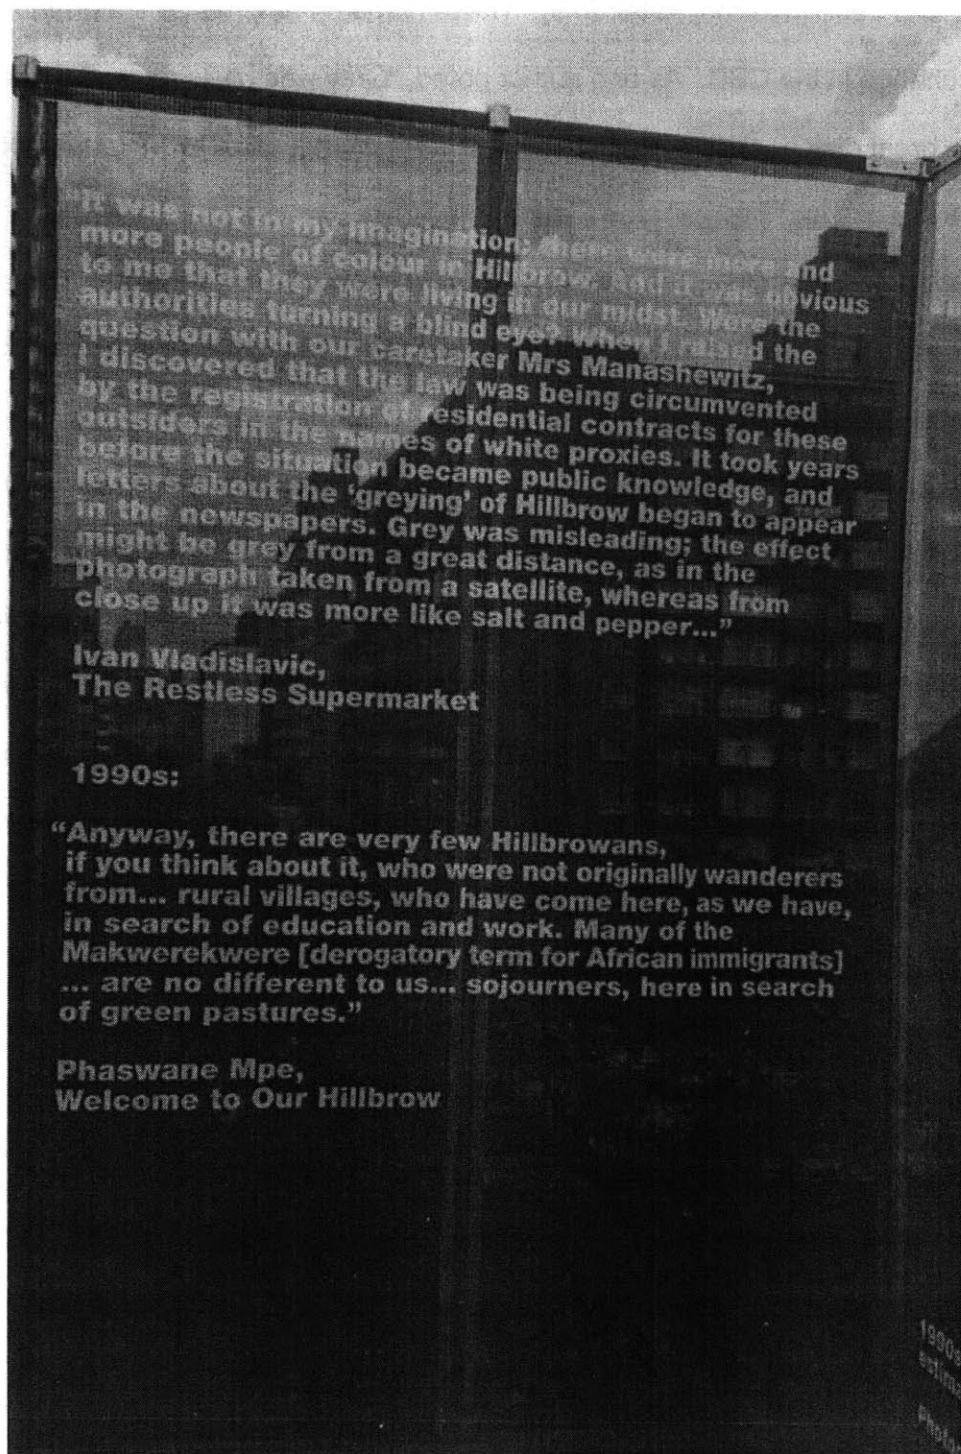 “It was not in my imagination: there were more and
more people of colour in Hillbrow. And it was obvious
to me that they were living in our midst. Were the
authorities turning a blind eye? When I raised the
question with our caretaker Mrs Manashewitz,
I discovered that the law was being circumvented
by the registration of residential contracts for these
outsiders in the names of white proxies. It took years
before the situation became public knowledge, and
letters about the ‘greying’ of Hillbrow began to appear
in the newspapers. Grey was misleading; the effect
might be grey from a great distance, as in the
photograph taken from a satellite, whereas from
close up it was more like salt and pepper...”
Ivan Vladislavic,
The Restless Supermarket
1990s:
“Anyway, there are very few Hillbrowans,
if you think about it, who were not originally wanderers
from... rural villages, who have come here, as we have,
in search of education and work. Many of the
Makwerekwere [derogatory term for African immigrants]
... are no different to us... sojourners, here in search
of green pastures.”
Phaswane Mpe,
Welcome to Our Hillbrow
1990s
estima
Photo